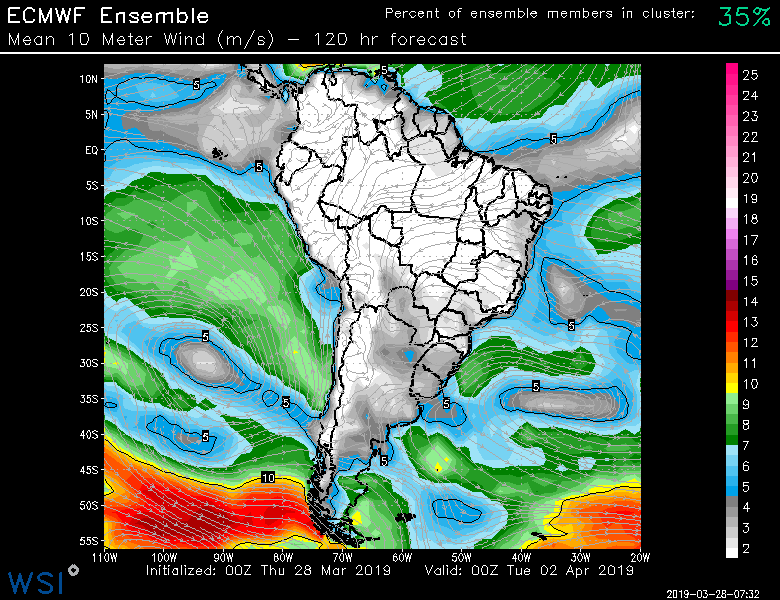 ECMWF Ensemble
Percent of ensemble members in cluster: 35%
Mean 10 Meter Wind (m/s) – 120 hr forecast
10N
5N
EQ
5S
10S
15S
20S
25S
30S
35S
40S
45S
50S
55S
5
5
5
5
5
5
5
5
5
5
5
10
110W 100W 90W 80W 70W 60W 50W 40W 30W 20W
25
24
23
22
21
20
19
18
17
16
15
14
13
12
11
10
9
8
7
6
5
4
3
2
Initialized: 00Z Thu 28 Mar 2019 Valid: 00Z Tue 02 Apr 2019
WSI
2019-03-28-07:32